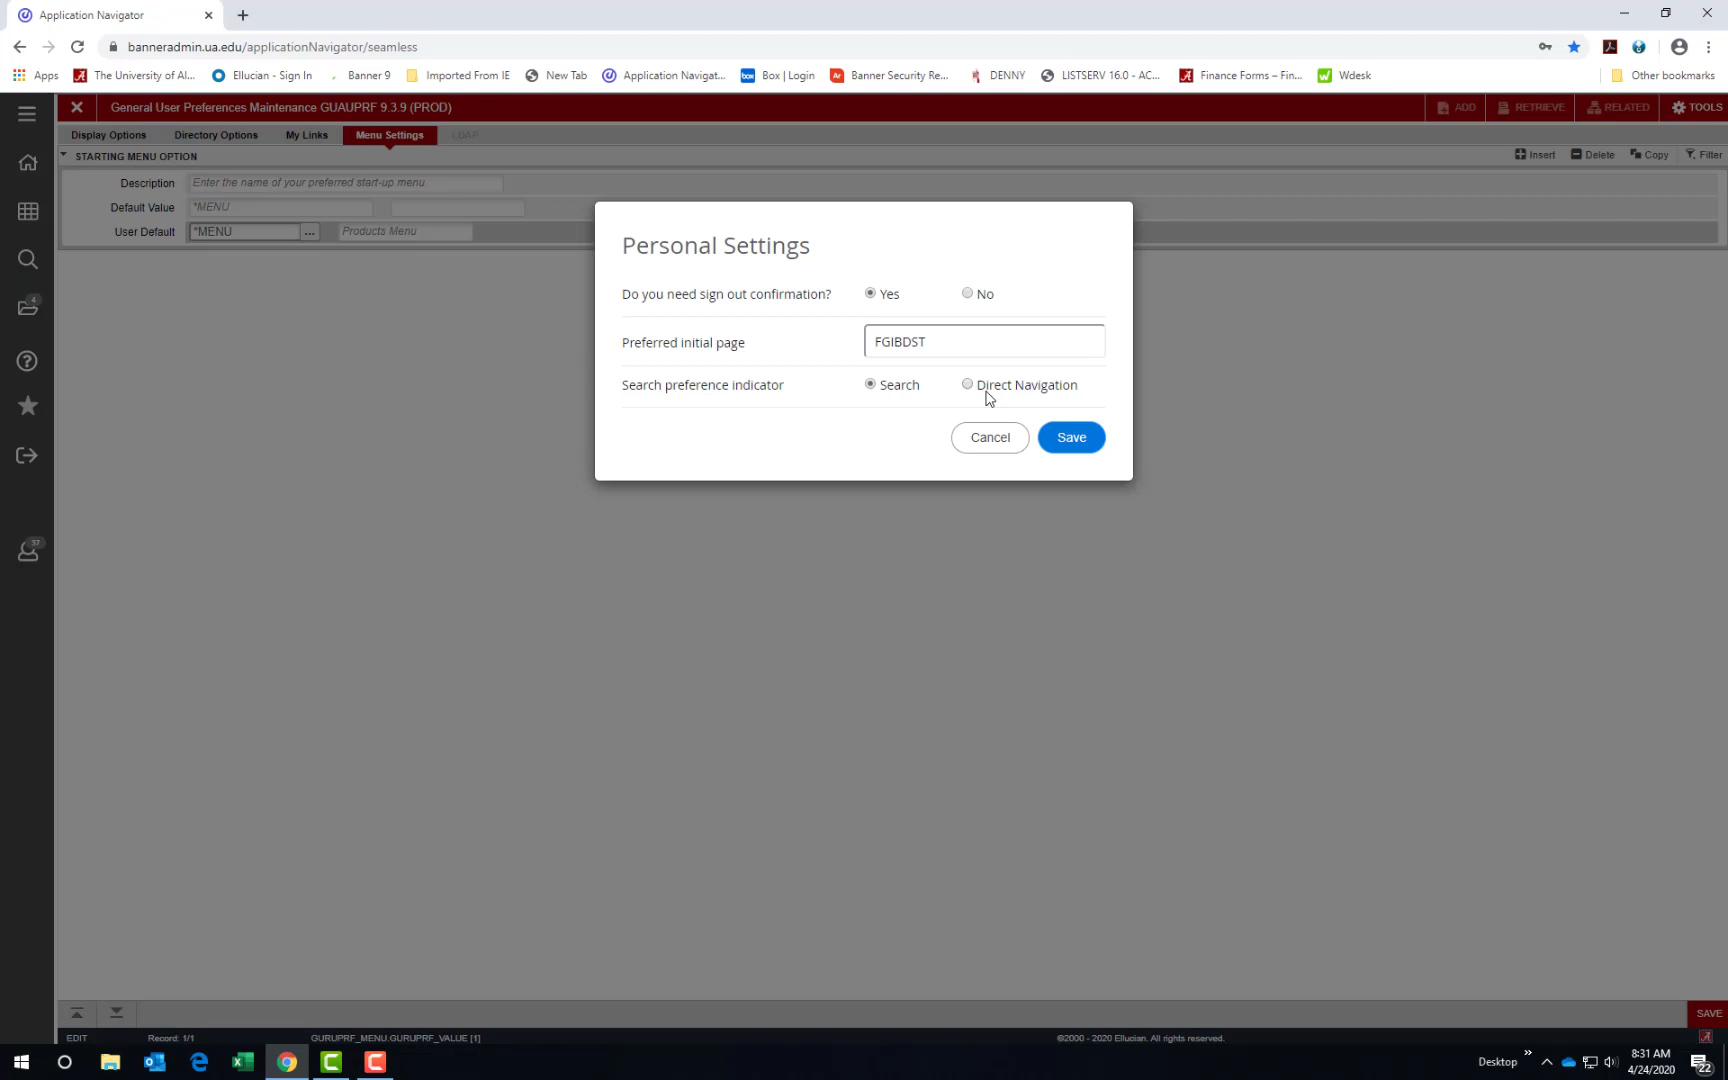 Application Navigator
banneradmin.ua.edu/applicationNavigator/seamless
Apps The University of Al... Ellucian - Sign In Banner 9 Imported From IE New Tab Application Navigat... box Box | Login Ar Banner Security Re... DENNY LISTSERV 16.0 - AC... Finance Forms – Fin... Wdesk Other bookmarks
General User Preferences Maintenance GUAUPRF 9.3.9 (PROD) ADD RETRIEVE RELATED TOOLS
Display Options Directory Options My Links Menu Settings LDAP
STARTING MENU OPTION Insert Delete Copy Filter
Description Enter the name of your preferred start-up menu
Default Value *MENU
User Default *MENU ... Products Menu
Personal Settings
Do you need sign out confirmation? Yes No
Preferred initial page FGIBDST
Search preference indicator Search Direct Navigation
Cancel Save
4
37
SAVE
EDIT Record: 1/1 GURUPRF_MENU.GURUPRF_VALUE [1] ©2000 - 2020 Ellucian. All rights reserved.
Desktop 8:31 AM
4/24/2020 22